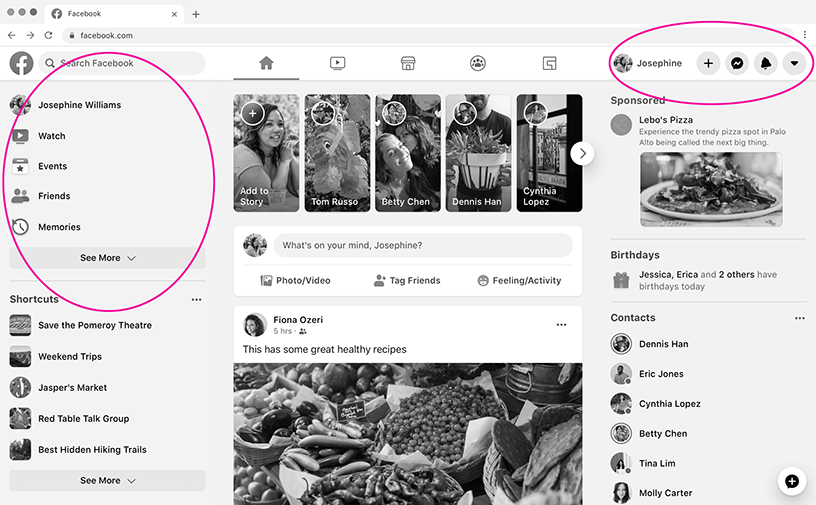 Facebook
facebook.com
Search Facebook
Josephine
Josephine Williams
Watch
Events
Friends
Memories
See More
Shortcuts
Save the Pomeroy Theatre
Weekend Trips
Jasper's Market
Red Table Talk Group
Best Hidden Hiking Trails
See More
Add to
Story
Tom Russo
Betty Chen
Dennis Han
Cynthia
Lopez
What's on your mind, Josephine?
Photo/Video
Tag Friends
Feeling/Activity
Fiona Ozeri
5 hrs ·
This has some great healthy recipes
Sponsored
Lebo's Pizza
Experience the trendy pizza spot in Palo
Alto being called the next big thing.
Birthdays
Jessica, Erica and 2 others have
birthdays today
Contacts
Dennis Han
Eric Jones
Cynthia Lopez
Betty Chen
Tina Lim
Molly Carter